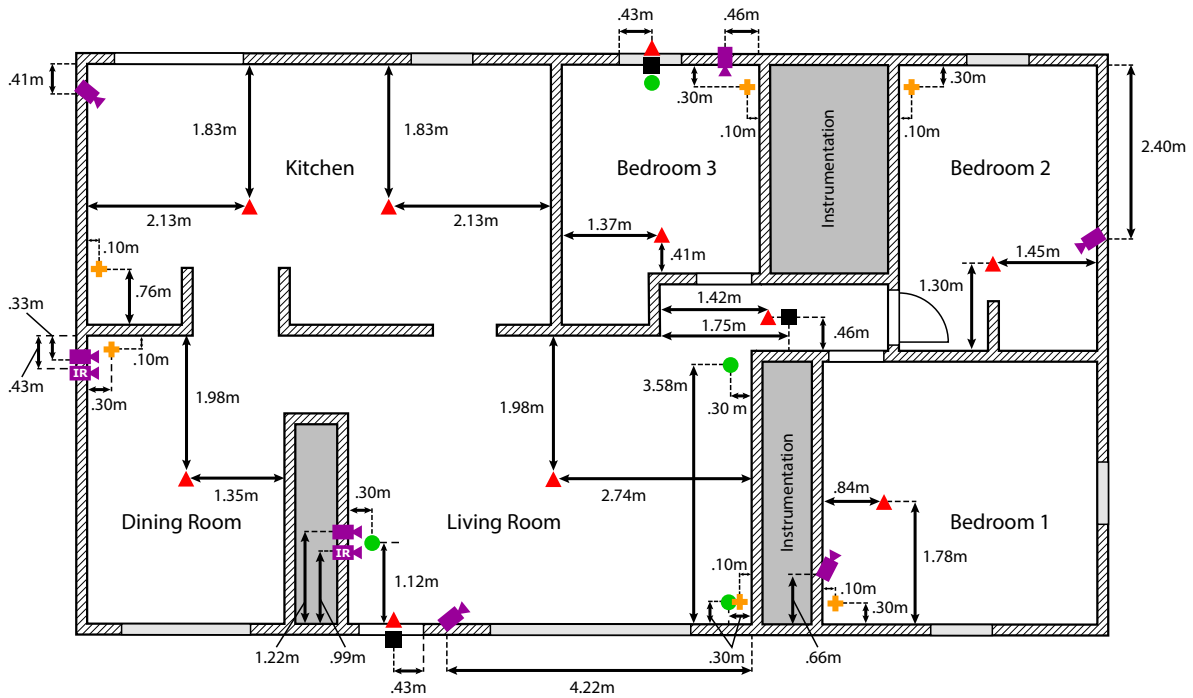 .43m
.46m
.41m
.30m
.30m
.10m
.10m
1.83m
1.83m
2.40m
Kitchen
Bedroom 3
Instrumentation
Bedroom 2
2.13m
2.13m
1.37m
.41m
1.45m
.10m
.76m
1.30m
1.42m
1.75m
.46m
.33m
.43m
IR
.10m
.30m
1.98m
1.98m
3.58m
.30 m
1.35m
2.74m
.84m
.30m
Dining Room
Living Room
Instrumentation
Bedroom 1
IR
1.12m
1.78m
.10m
.10m
.30m
1.22m
.99m
.30m
.66m
.43m
4.22m